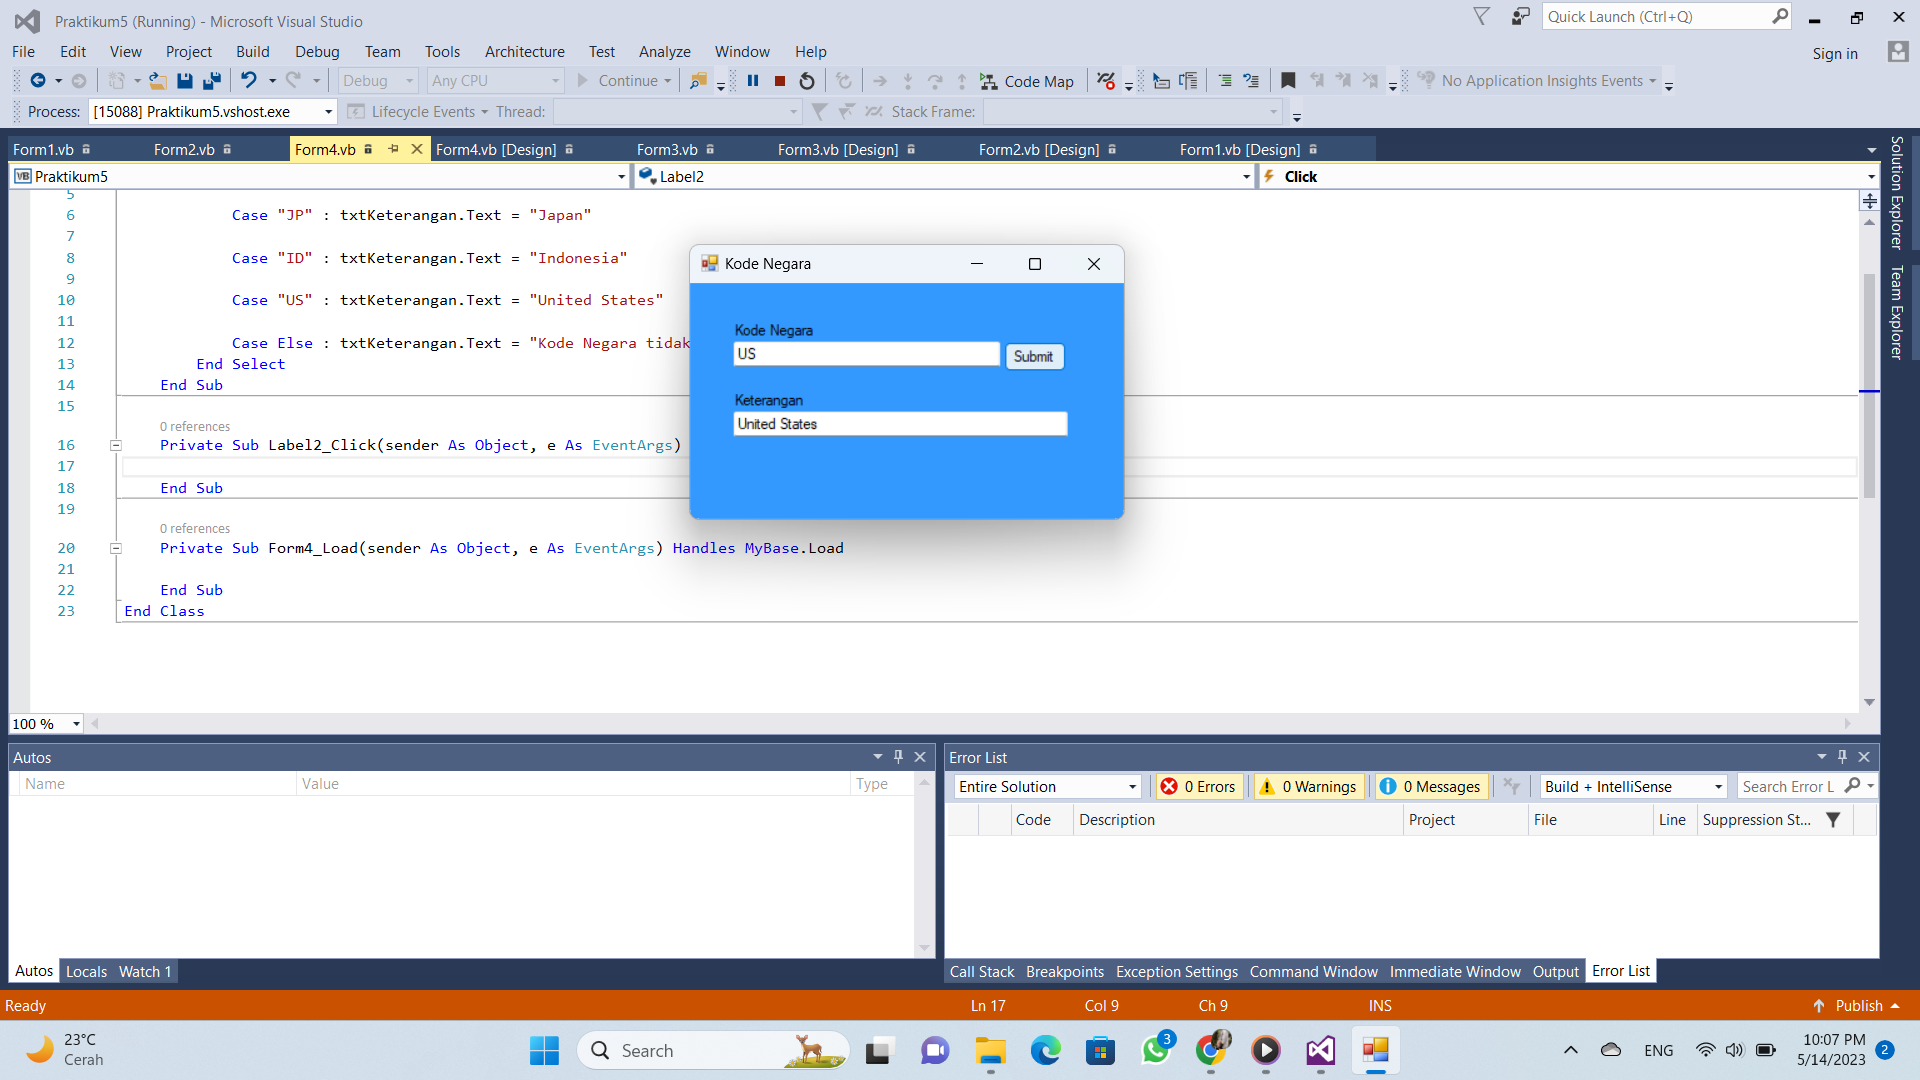 Praktikum5 (Running) - Microsoft Visual Studio
Quick Launch (Ctrl+Q)
File Edit View Project Build Debug Team Tools Architecture Test Analyze Window Help
Sign in
Debug Any CPU Continue Code Map No Application Insights Events
Process: [15088] Praktikum5.vshost.exe Lifecycle Events Thread: Stack Frame:
Form1.vb Form2.vb Form4.vb Form4.vb [Design] Form3.vb Form3.vb [Design] Form2.vb [Design] Form1.vb [Design]
VB Praktikum5 Label2 Click
Solution Explorer
Team Explorer
5
6 Case "JP" : txtKeterangan.Text = "Japan"
7
8 Case "ID" : txtKeterangan.Text = "Indonesia"
9
10 Case "US" : txtKeterangan.Text = "United States"
11
12 Case Else : txtKeterangan.Text = "Kode Negara tidak
13 End Select
14 End Sub
15
0 references
16 Private Sub Label2_Click(sender As Object, e As EventArgs)
17
18 End Sub
19
0 references
20 Private Sub Form4_Load(sender As Object, e As EventArgs) Handles MyBase.Load
21
22 End Sub
23 End Class
Kode Negara
Kode Negara
US Submit
Keterangan
United States
100 %
Autos
Name Value Type
Autos Locals Watch 1
Error List
Entire Solution 0 Errors 0 Warnings 0 Messages Build + IntelliSense Search Error L
Code Description Project File Line Suppression St...
Call Stack Breakpoints Exception Settings Command Window Immediate Window Output Error List
Ready Ln 17 Col 9 Ch 9 INS Publish
23°C
Cerah
Search
3
ENG
10:07 PM
5/14/2023
2